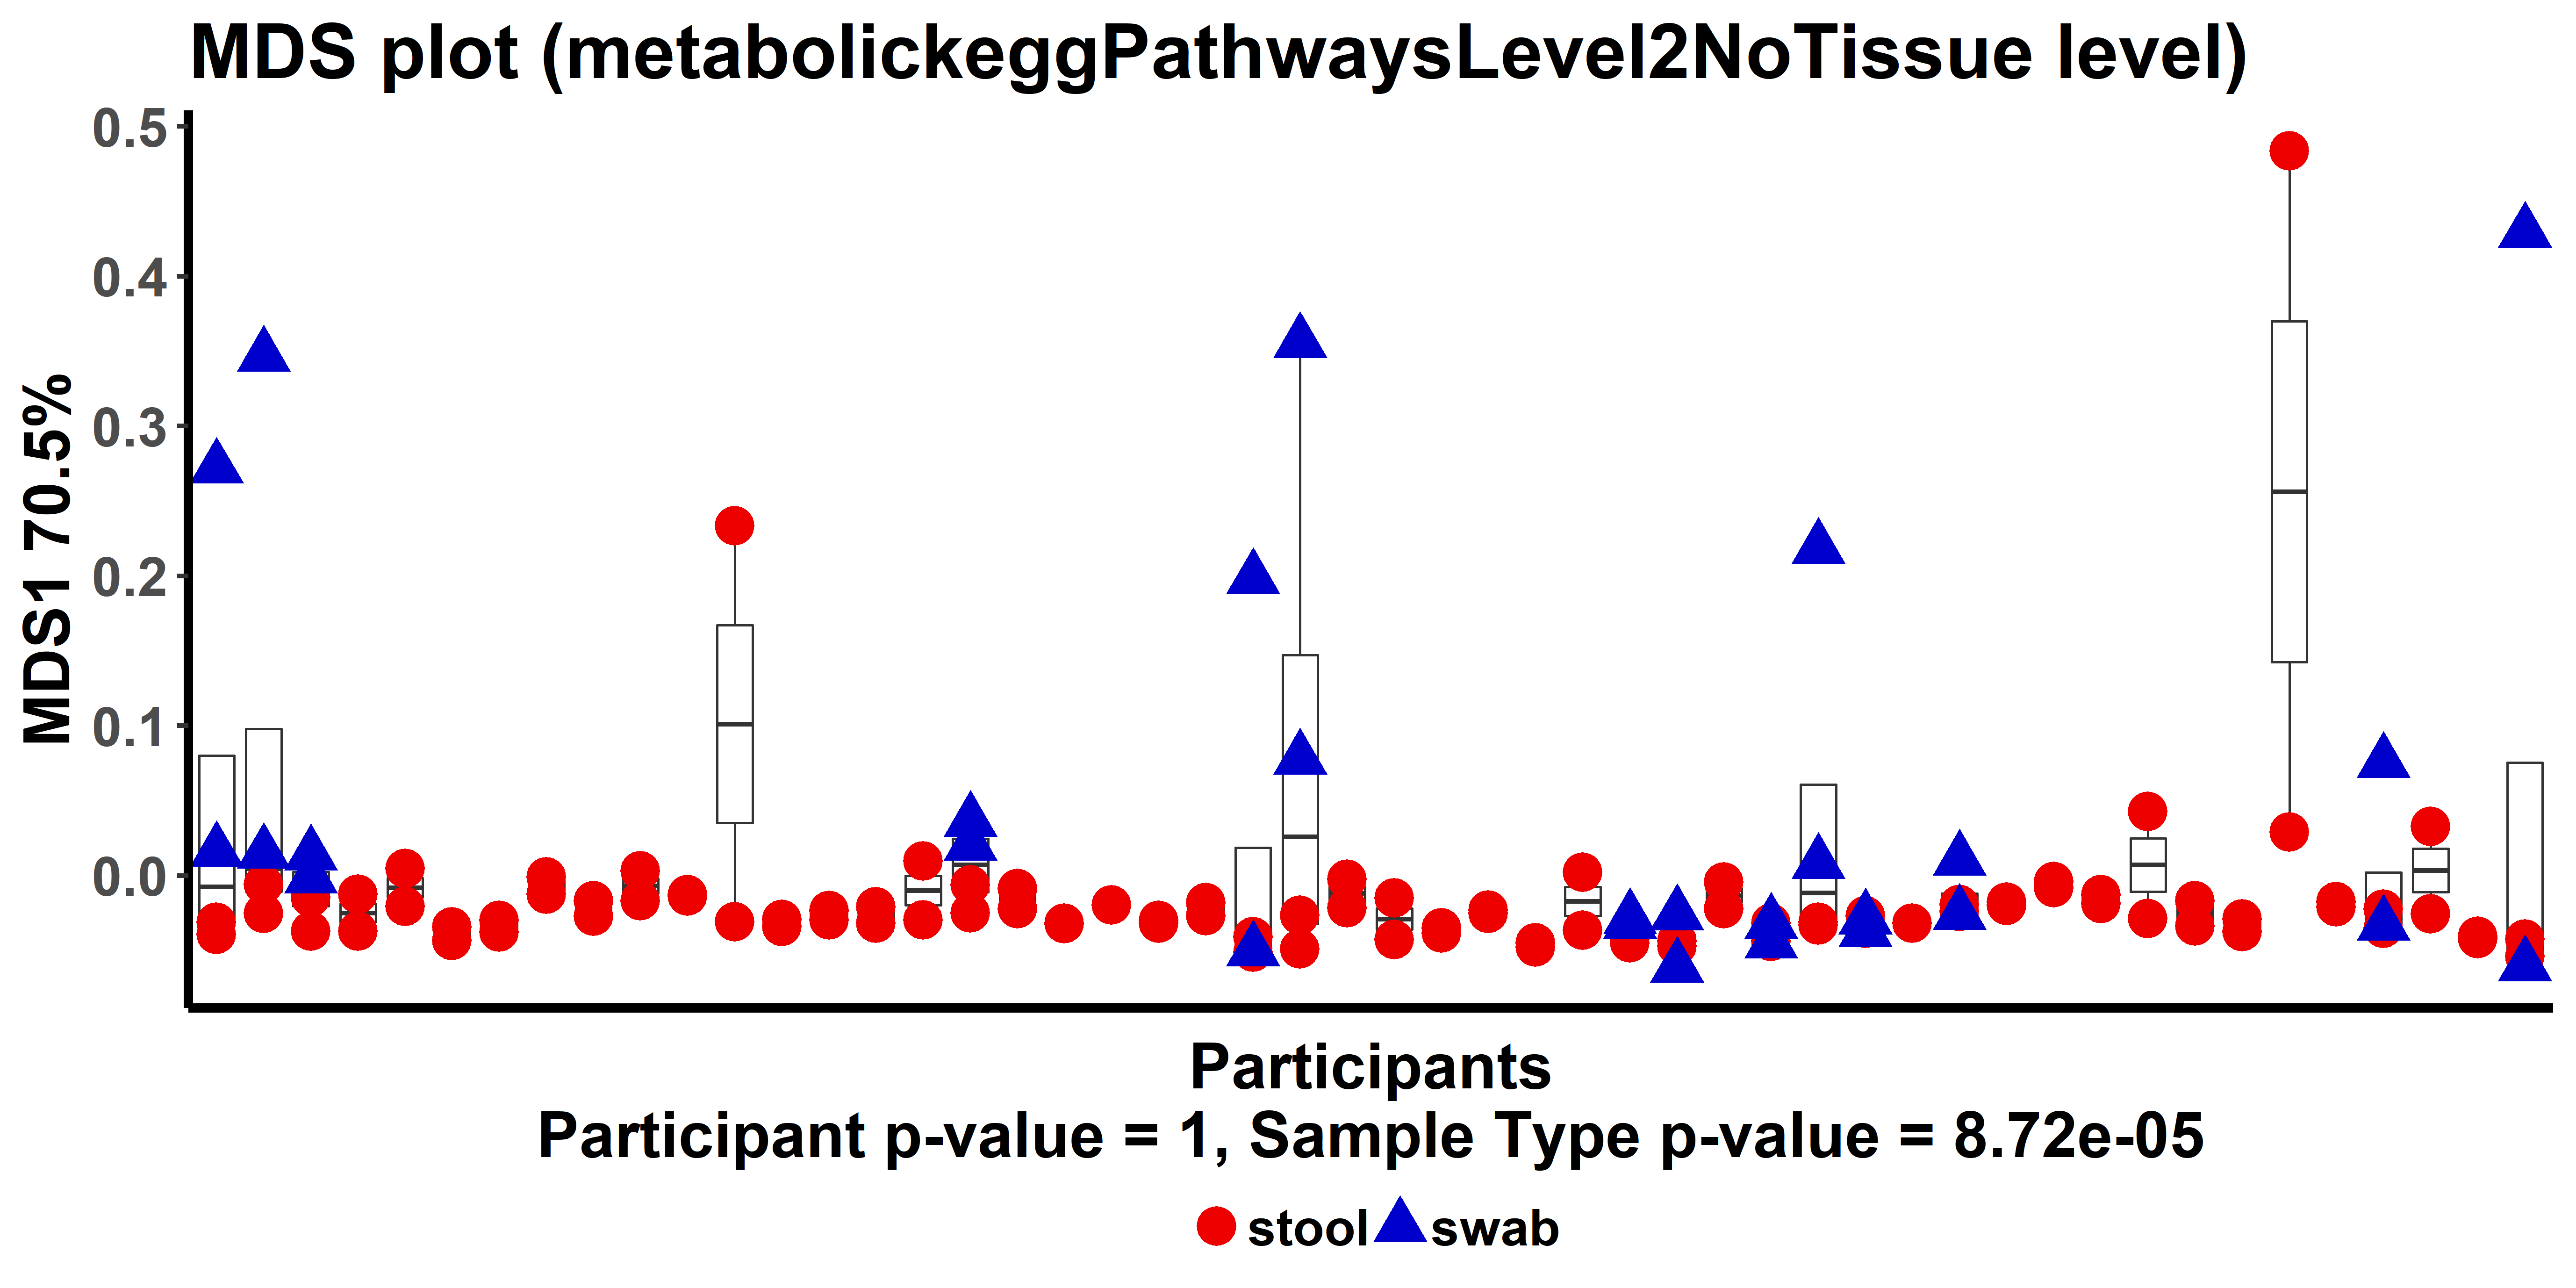 MDS plot (metabolickeggPathwaysLevel2NoTissue level)
MDS1 70.5%
0.5
0.4
0.3
0.2
0.1
0.0
Participants
Participant p-value = 1, Sample Type p-value = 8.72e-05
stool swab